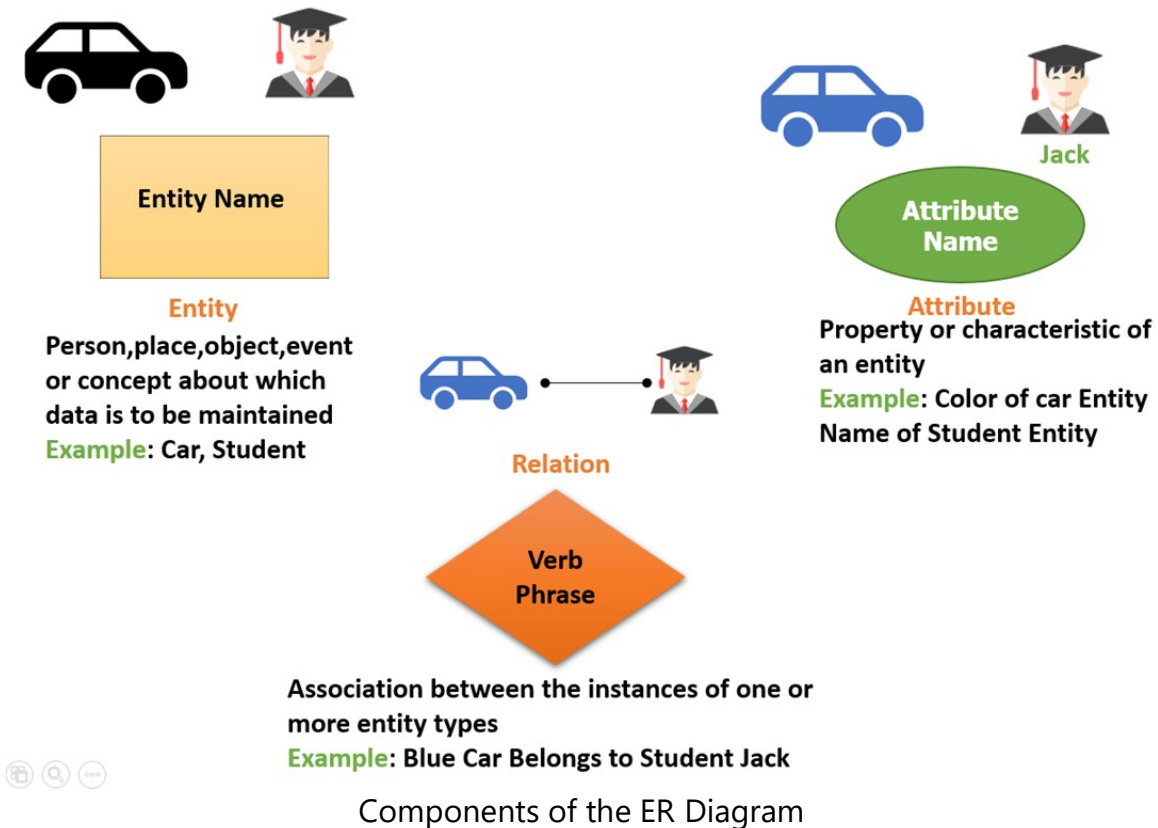 Entity Name
Entity
Person,place,object,event
or concept about which
data is to be maintained
Example: Car, Student
Jack
Attribute
Name
Attribute
Property or characteristic of
an entity
Example: Color of car Entity
Name of Student Entity
Relation
Verb
Phrase
Association between the instances of one or
more entity types
Example: Blue Car Belongs to Student Jack
Components of the ER Diagram